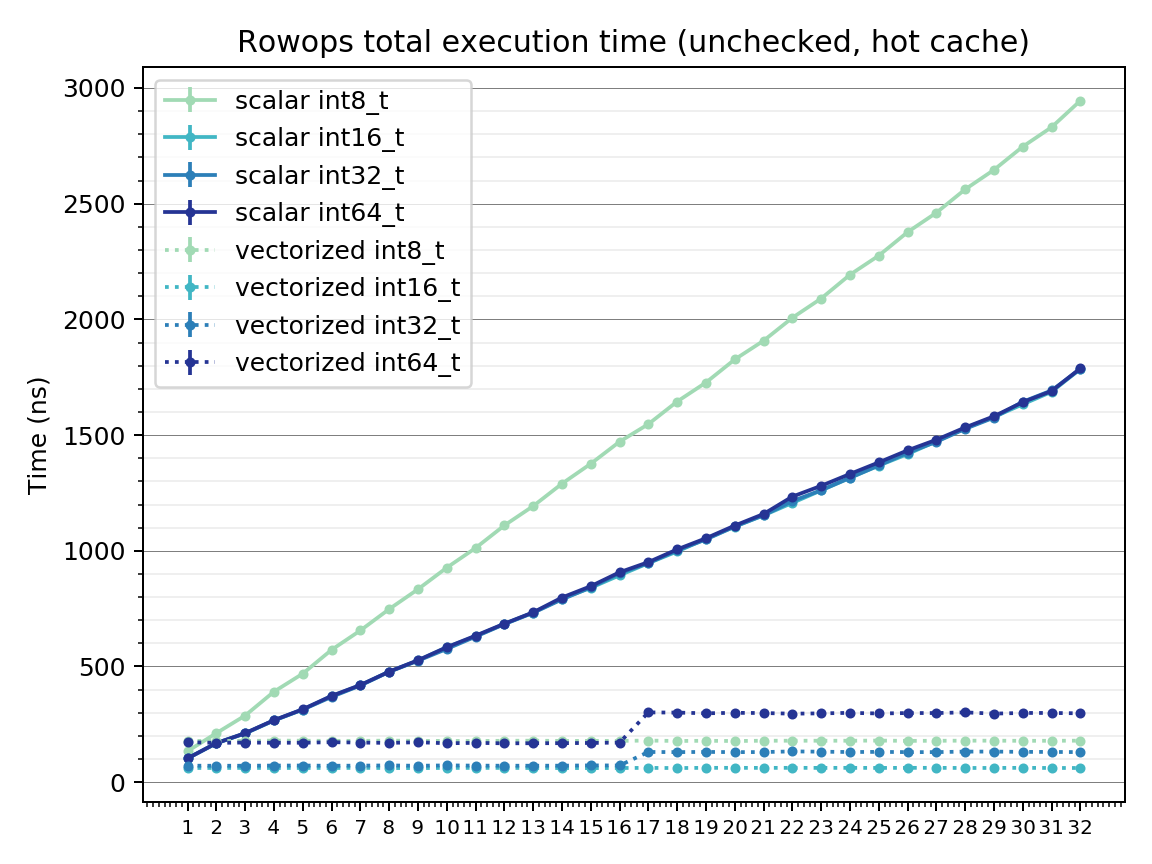 Rowops total execution time (unchecked, hot cache)
3000
2500
2000
1500
1000
500
0
Time (ns)
scalar int8_t
scalar int16_t
scalar int32_t
scalar int64_t
vectorized int8_t
vectorized int16_t
vectorized int32_t
vectorized int64_t
1 2 3 4 5 6 7 8 9 10 11 12 13 14 15 16 17 18 19 20 21 22 23 24 25 26 27 28 29 30 31 32